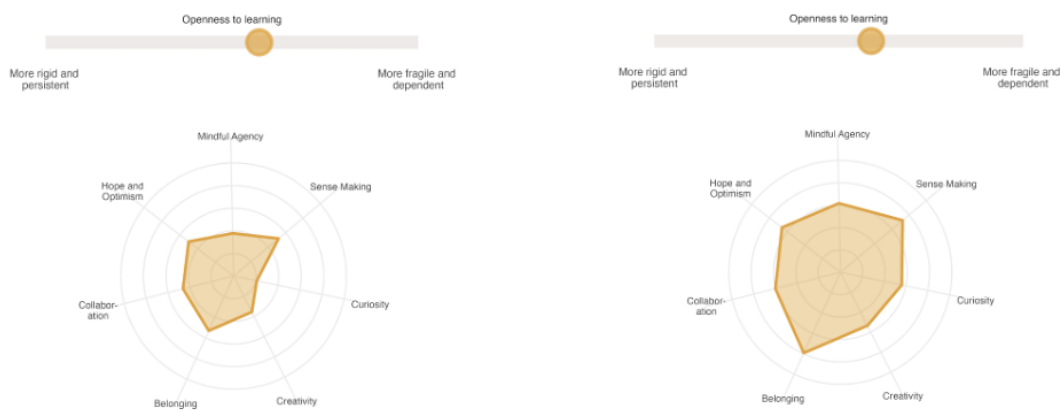 Openness to learning
More rigid and
persistent
More fragile and
dependent
Mindful Agency
Hope and
Optimism
Sense Making
Collabor-
ation
Curiosity
Belonging
Creativity
Openness to learning
More rigid and
persistent
More fragile and
dependent
Mindful Agency
Hope and
Optimism
Sense Making
Collabor-
ation
Curiosity
Belonging
Creativity